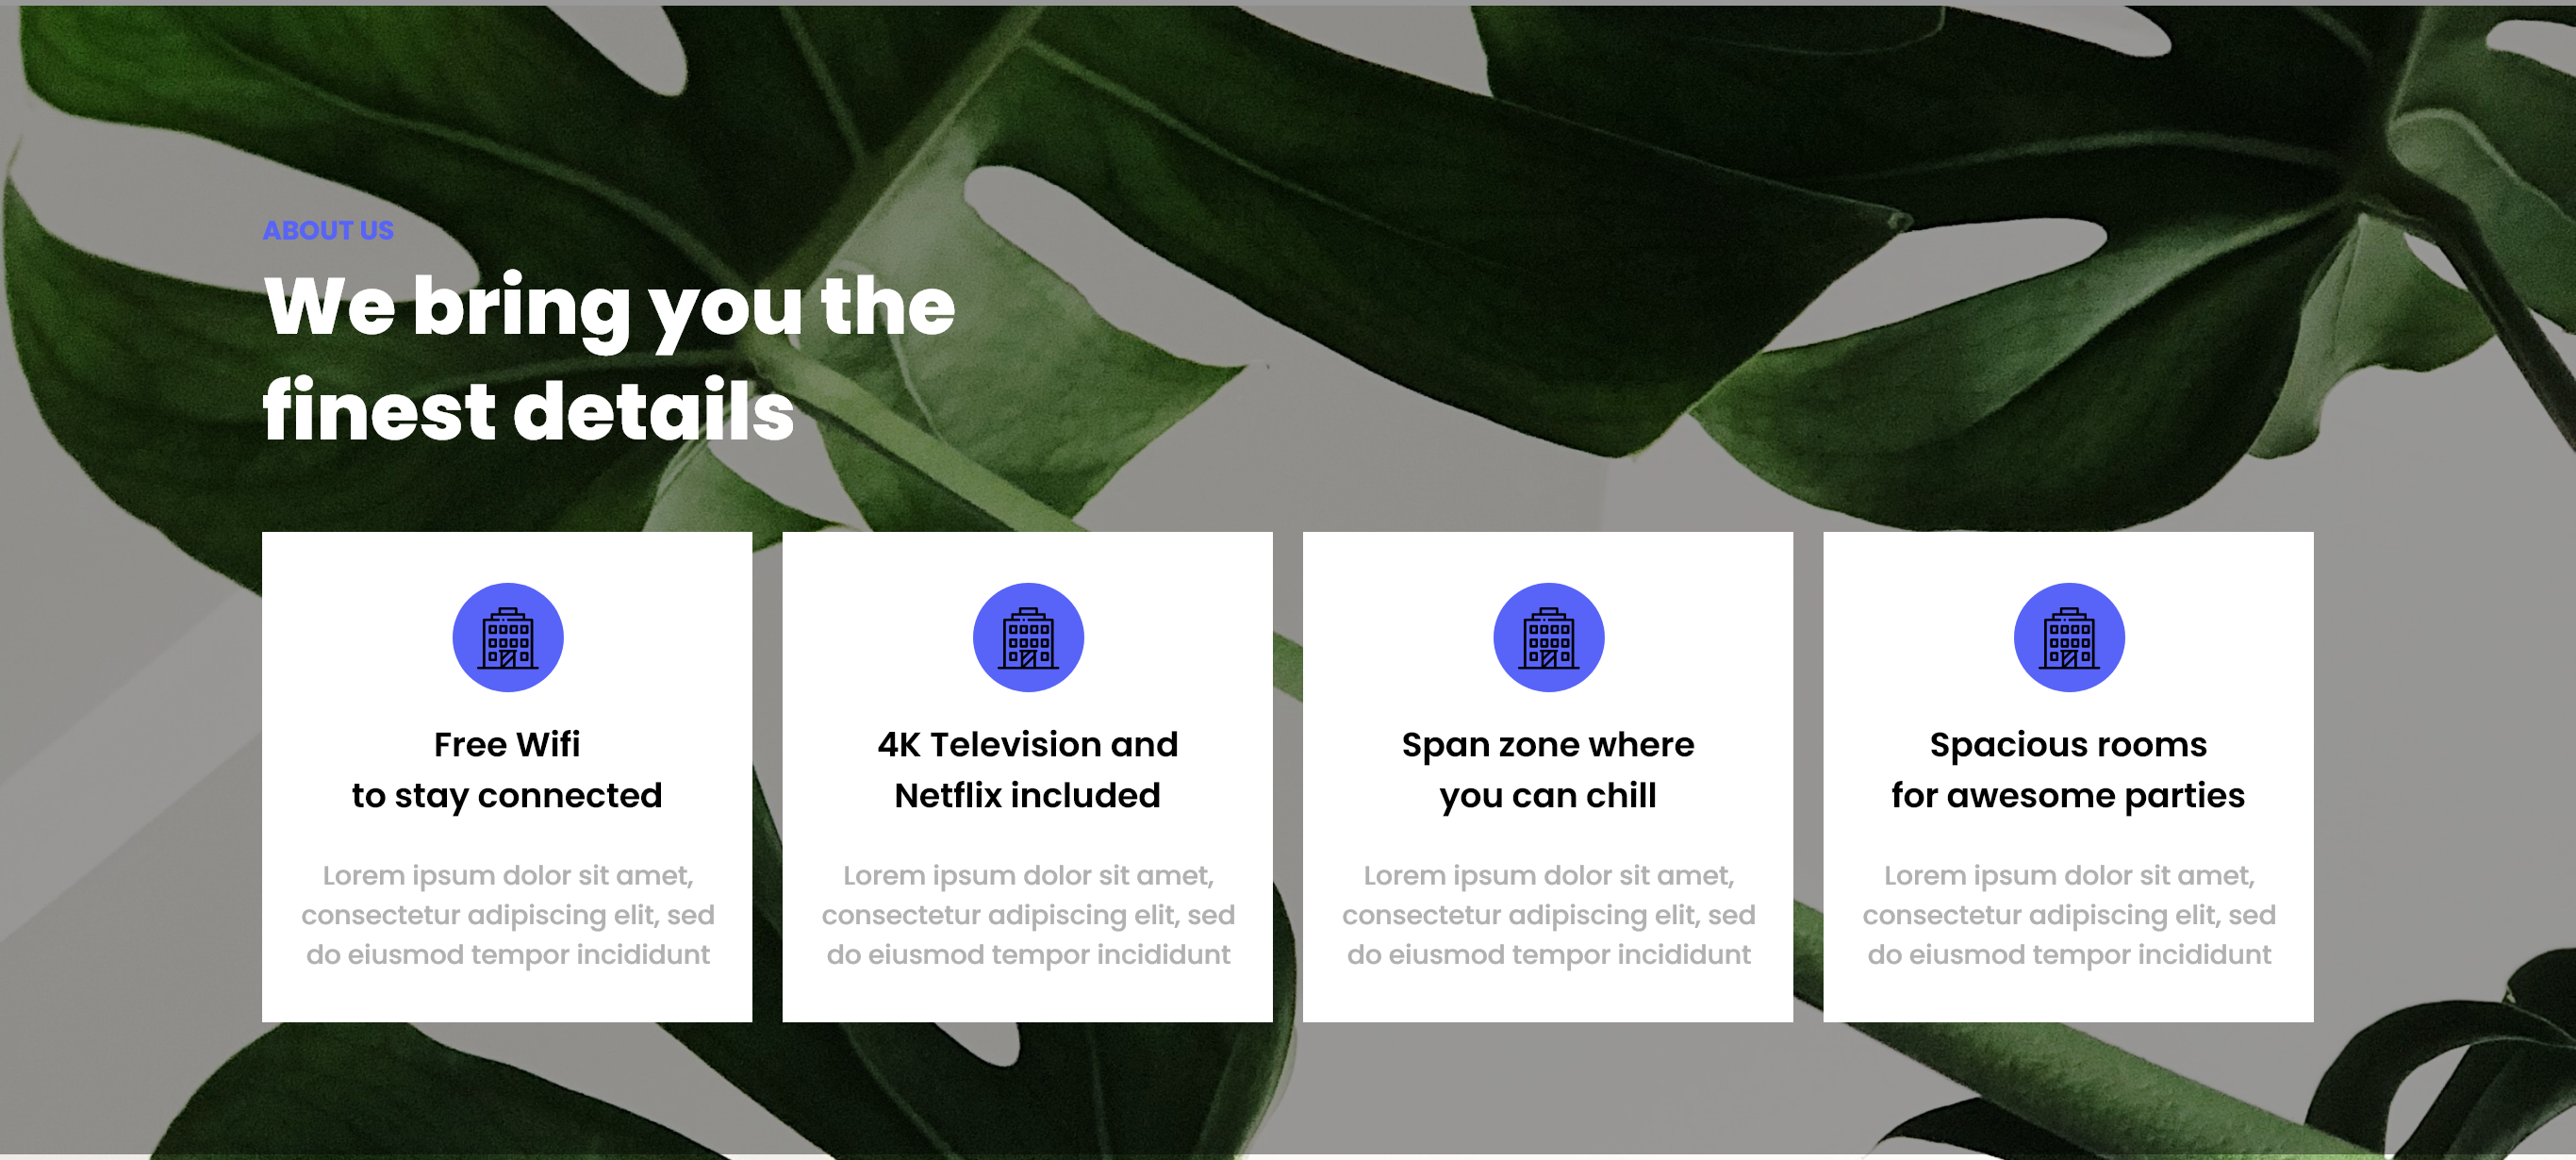 ABOUT US
We bring you the
finest details
Free Wifi
to stay connected
Lorem ipsum dolor sit amet,
consectetur adipiscing elit, sed
do eiusmod tempor incididunt
4K Television and
Netflix included
Lorem ipsum dolor sit amet,
consectetur adipiscing elit, sed
do eiusmod tempor incididunt
Span zone where
you can chill
Lorem ipsum dolor sit amet,
consectetur adipiscing elit, sed
do eiusmod tempor incididunt
Spacious rooms
for awesome parties
Lorem ipsum dolor sit amet,
consectetur adipiscing elit, sed
do eiusmod tempor incididunt